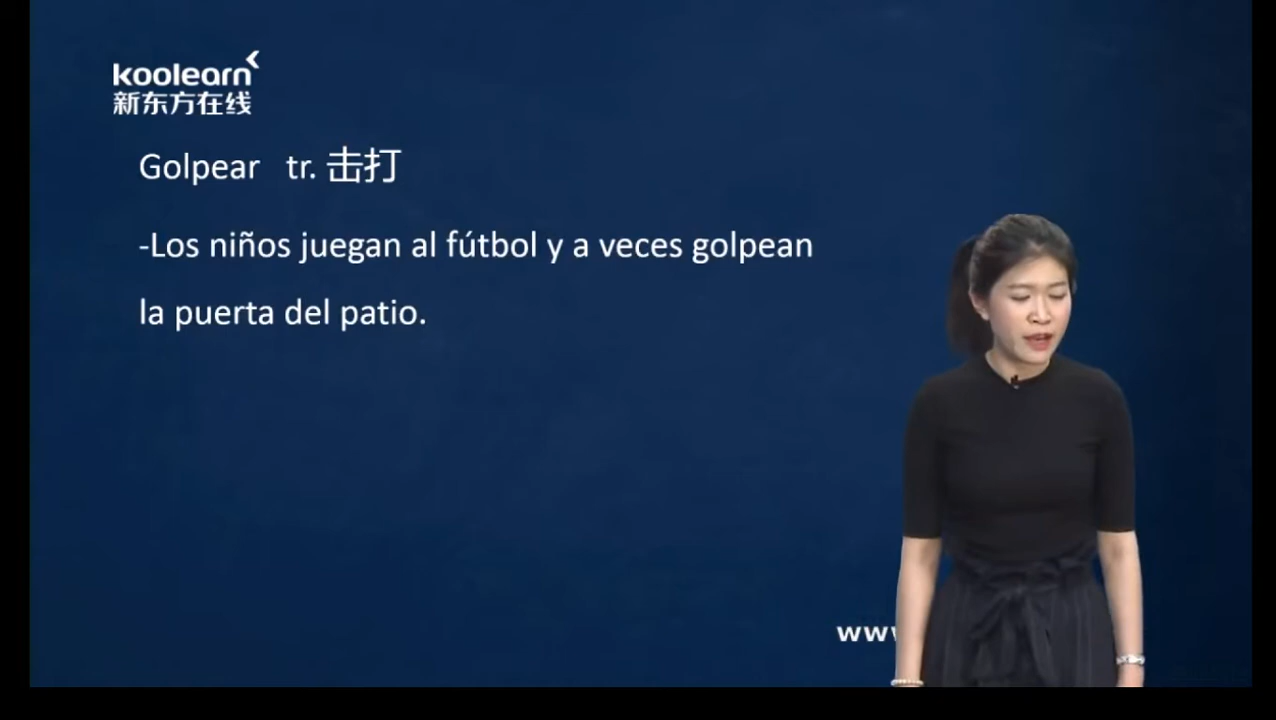 koolearn
新东方在线
Golpear tr. 击打
-Los niños juegan al fútbol y a veces golpean
la puerta del patio.